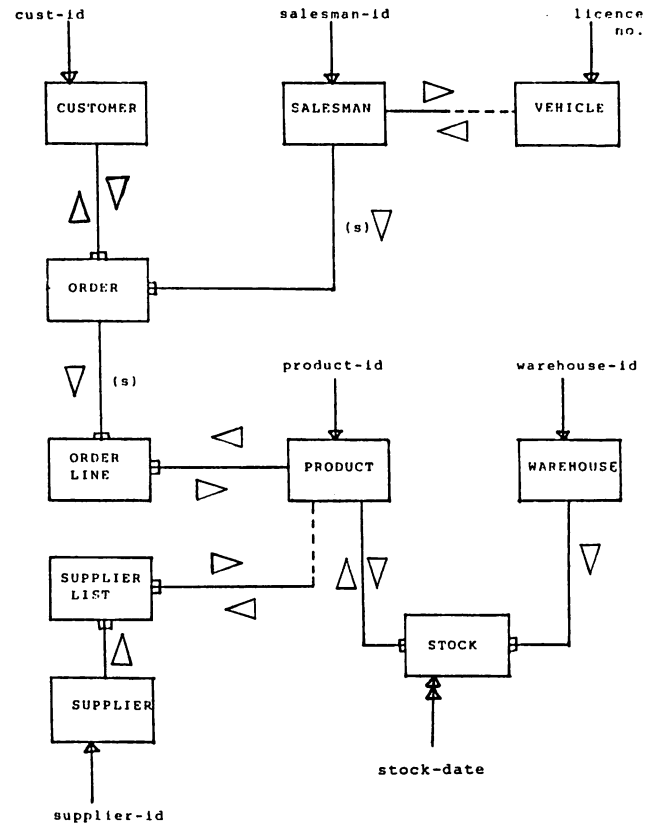 cust-id
salesman-id
licence
no.
CUSTOMER
SALESMAN
VEHICLE
(s)
ORDER
(s)
product-id
warehouse-id
ORDER
LINE
PRODUCT
WAREHOUSE
SUPPLIER
LIST
STOCK
SUPPLIER
stock-date
supplier-id